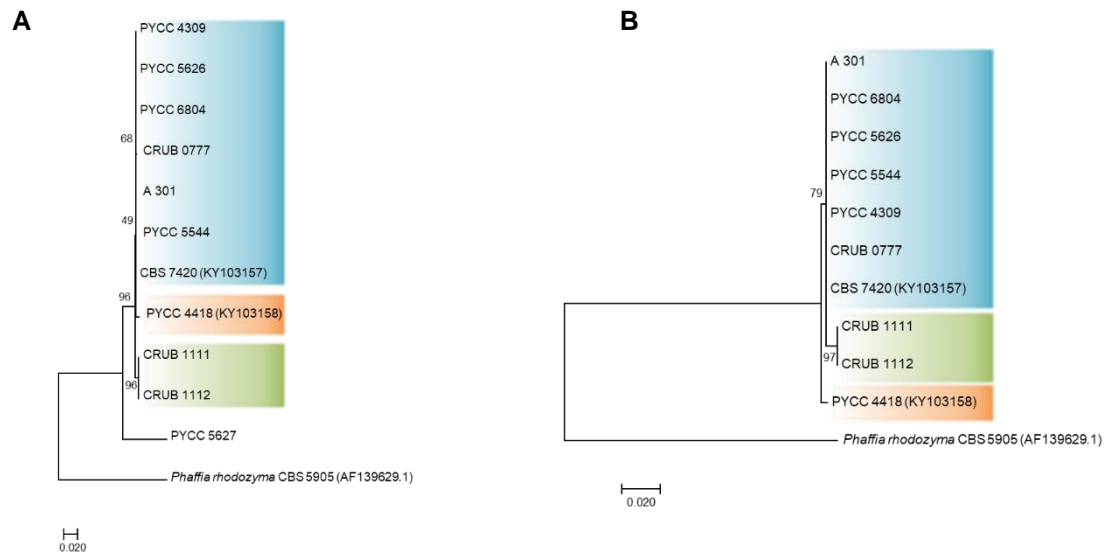 A
PYCC 4309
PYCC 5626
PYCC 6804
68
CRUB 0777
A 301
49
PYCC 5544
CBS 7420 (KY103157)
96
PYCC 4418 (KY103158)
CRUB 1111
96
CRUB 1112
PYCC 5627
Phaffia rhodozyma CBS 5905 (AF139629.1)
0.020
B
A 301
PYCC 6804
PYCC 5626
PYCC 5544
79
PYCC 4309
CRUB 0777
CBS 7420 (KY103157)
CRUB 1111
97
CRUB 1112
PYCC 4418 (KY103158)
Phaffia rhodozyma CBS 5905 (AF139629.1)
0.020